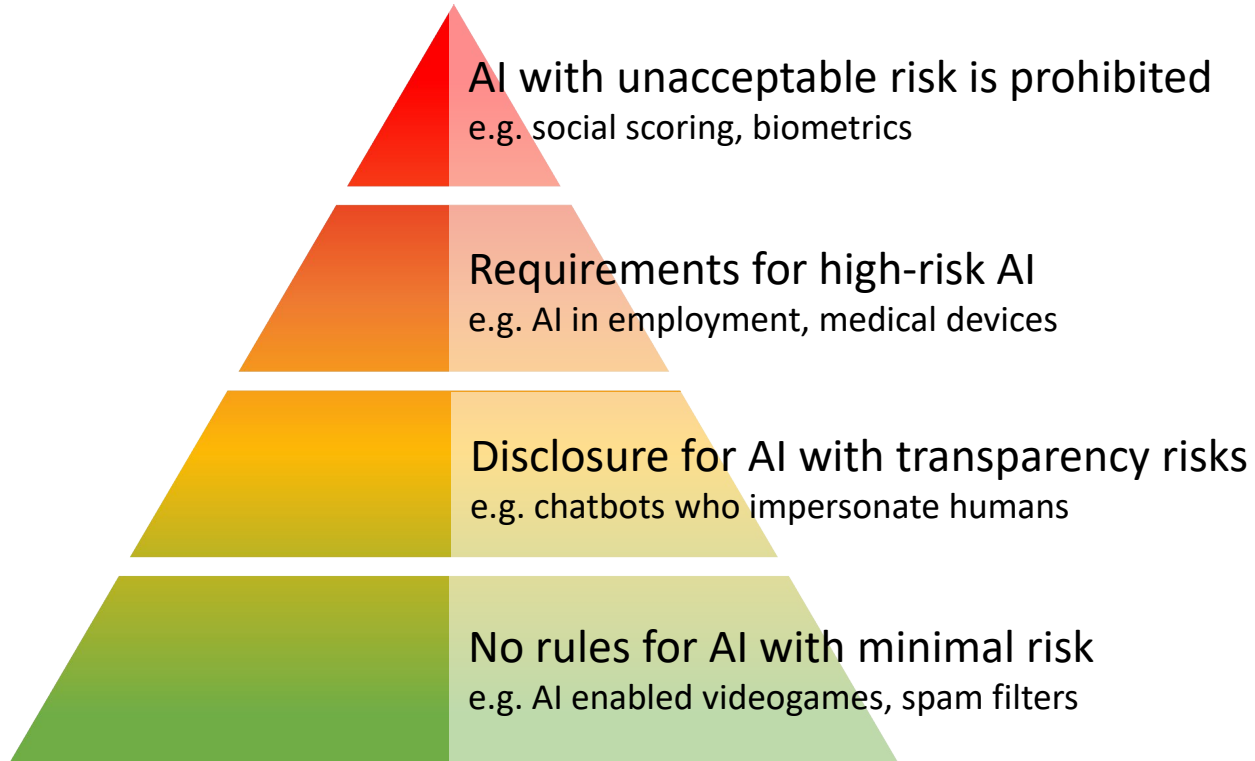 AI with unacceptable risk is prohibited
e.g. social scoring, biometrics
Requirements for high-risk AI
e.g. AI in employment, medical devices
Disclosure for AI with transparency risks
e.g. chatbots who impersonate humans
No rules for AI with minimal risk
e.g. AI enabled videogames, spam filters